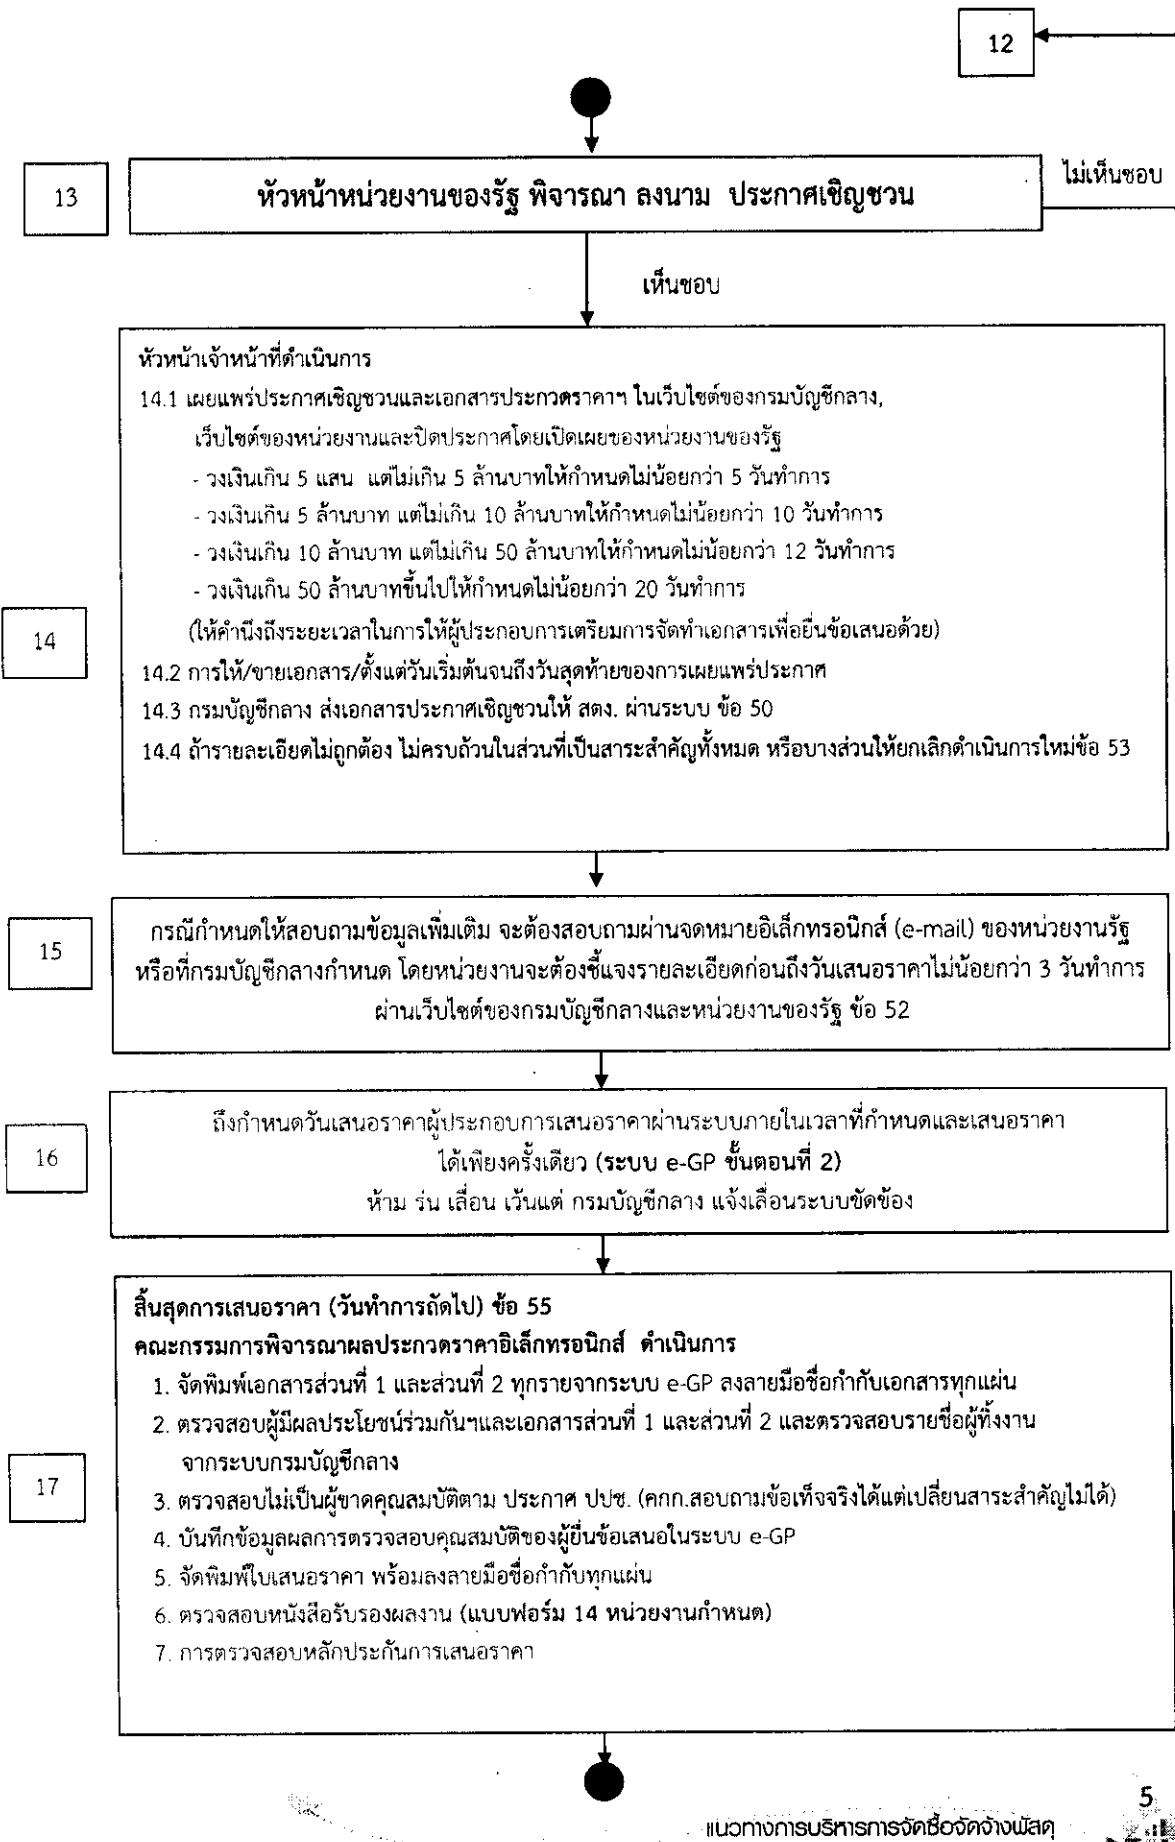 12
13
หัวหน้าหน่วยงานของรัฐ พิจารณา ลงนาม ประกาศเชิญชวน
ไม่เห็นชอบ
เห็นชอบ
14
หัวหน้าเจ้าหน้าที่ดำเนินการ
14.1 เผยแพร่ประกาศเชิญชวนและเอกสารประกวดราคาฯ ในเว็บไซต์ของกรมบัญชีกลาง,
เว็บไซต์ของหน่วยงานและปิดประกาศโดยเปิดเผยของหน่วยงานของรัฐ
- วงเงินเกิน 5 แสน แต่ไม่เกิน 5 ล้านบาทให้กำหนดไม่น้อยกว่า 5 วันทำการ
- วงเงินเกิน 5 ล้านบาท แต่ไม่เกิน 10 ล้านบาทให้กำหนดไม่น้อยกว่า 10 วันทำการ
- วงเงินเกิน 10 ล้านบาท แต่ไม่เกิน 50 ล้านบาทให้กำหนดไม่น้อยกว่า 12 วันทำการ
- วงเงินเกิน 50 ล้านบาทขึ้นไปให้กำหนดไม่น้อยกว่า 20 วันทำการ
(ให้คำนึงถึงระยะเวลาในการให้ผู้ประกอบการเตรียมการจัดทำเอกสารเพื่อยื่นข้อเสนอด้วย)
14.2 การให้/ขายเอกสาร/ตั้งแต่วันเริ่มต้นจนถึงวันสุดท้ายของการเผยแพร่ประกาศ
14.3 กรมบัญชีกลาง ส่งเอกสารประกาศเชิญชวนให้ สตง. ผ่านระบบ ข้อ 50
14.4 ถ้ารายละเอียดไม่ถูกต้อง ไม่ครบถ้วนในส่วนที่เป็นสาระสำคัญทั้งหมด หรือบางส่วนให้ยกเลิกดำเนินการใหม่ข้อ 53
15
กรณีกำหนดให้สอบถามข้อมูลเพิ่มเติม จะต้องสอบถามผ่านจดหมายอิเล็กทรอนิกส์ (e-mail) ของหน่วยงานรัฐ
หรือที่กรมบัญชีกลางกำหนด โดยหน่วยงานจะต้องชี้แจงรายละเอียดก่อนถึงวันเสนอราคาไม่น้อยกว่า 3 วันทำการ
ผ่านเว็บไซต์ของกรมบัญชีกลางและหน่วยงานของรัฐ ข้อ 52
16
ถึงกำหนดวันเสนอราคาผู้ประกอบการเสนอราคาผ่านระบบภายในเวลาที่กำหนดและเสนอราคา
ได้เพียงครั้งเดียว (ระบบ e-GP ขั้นตอนที่ 2)
ห้าม ร่น เลื่อน เว้นแต่ กรมบัญชีกลาง แจ้งเลื่อนระบบขัดข้อง
17
สิ้นสุดการเสนอราคา (วันทำการถัดไป) ข้อ 55
คณะกรรมการพิจารณาผลประกวดราคาอิเล็กทรอนิกส์ ดำเนินการ
1. จัดพิมพ์เอกสารส่วนที่ 1 และส่วนที่ 2 ทุกรายจากระบบ e-GP ลงลายมือชื่อกำกับเอกสารทุกแผ่น
2. ตรวจสอบผู้มีผลประโยชน์ร่วมกันฯและเอกสารส่วนที่ 1 และส่วนที่ 2 และตรวจสอบรายชื่อผู้ทิ้งงาน
จากระบบกรมบัญชีกลาง
3. ตรวจสอบไม่เป็นผู้ขาดคุณสมบัติตาม ประกาศ ปปช. (คกก.สอบถามข้อเท็จจริงได้แต่เปลี่ยนสาระสำคัญไม่ได้)
4. บันทึกข้อมูลผลการตรวจสอบคุณสมบัติของผู้ยื่นข้อเสนอในระบบ e-GP
5. จัดพิมพ์ใบเสนอราคา พร้อมลงลายมือชื่อกำกับทุกแผ่น
6. ตรวจสอบหนังสือรับรองผลงาน (แบบฟอร์ม 14 หน่วยงานกำหนด)
7. การตรวจสอบหลักประกันการเสนอราคา
5
แนวทางการบริหารการจัดซื้อจัดจ้างพัสดุ